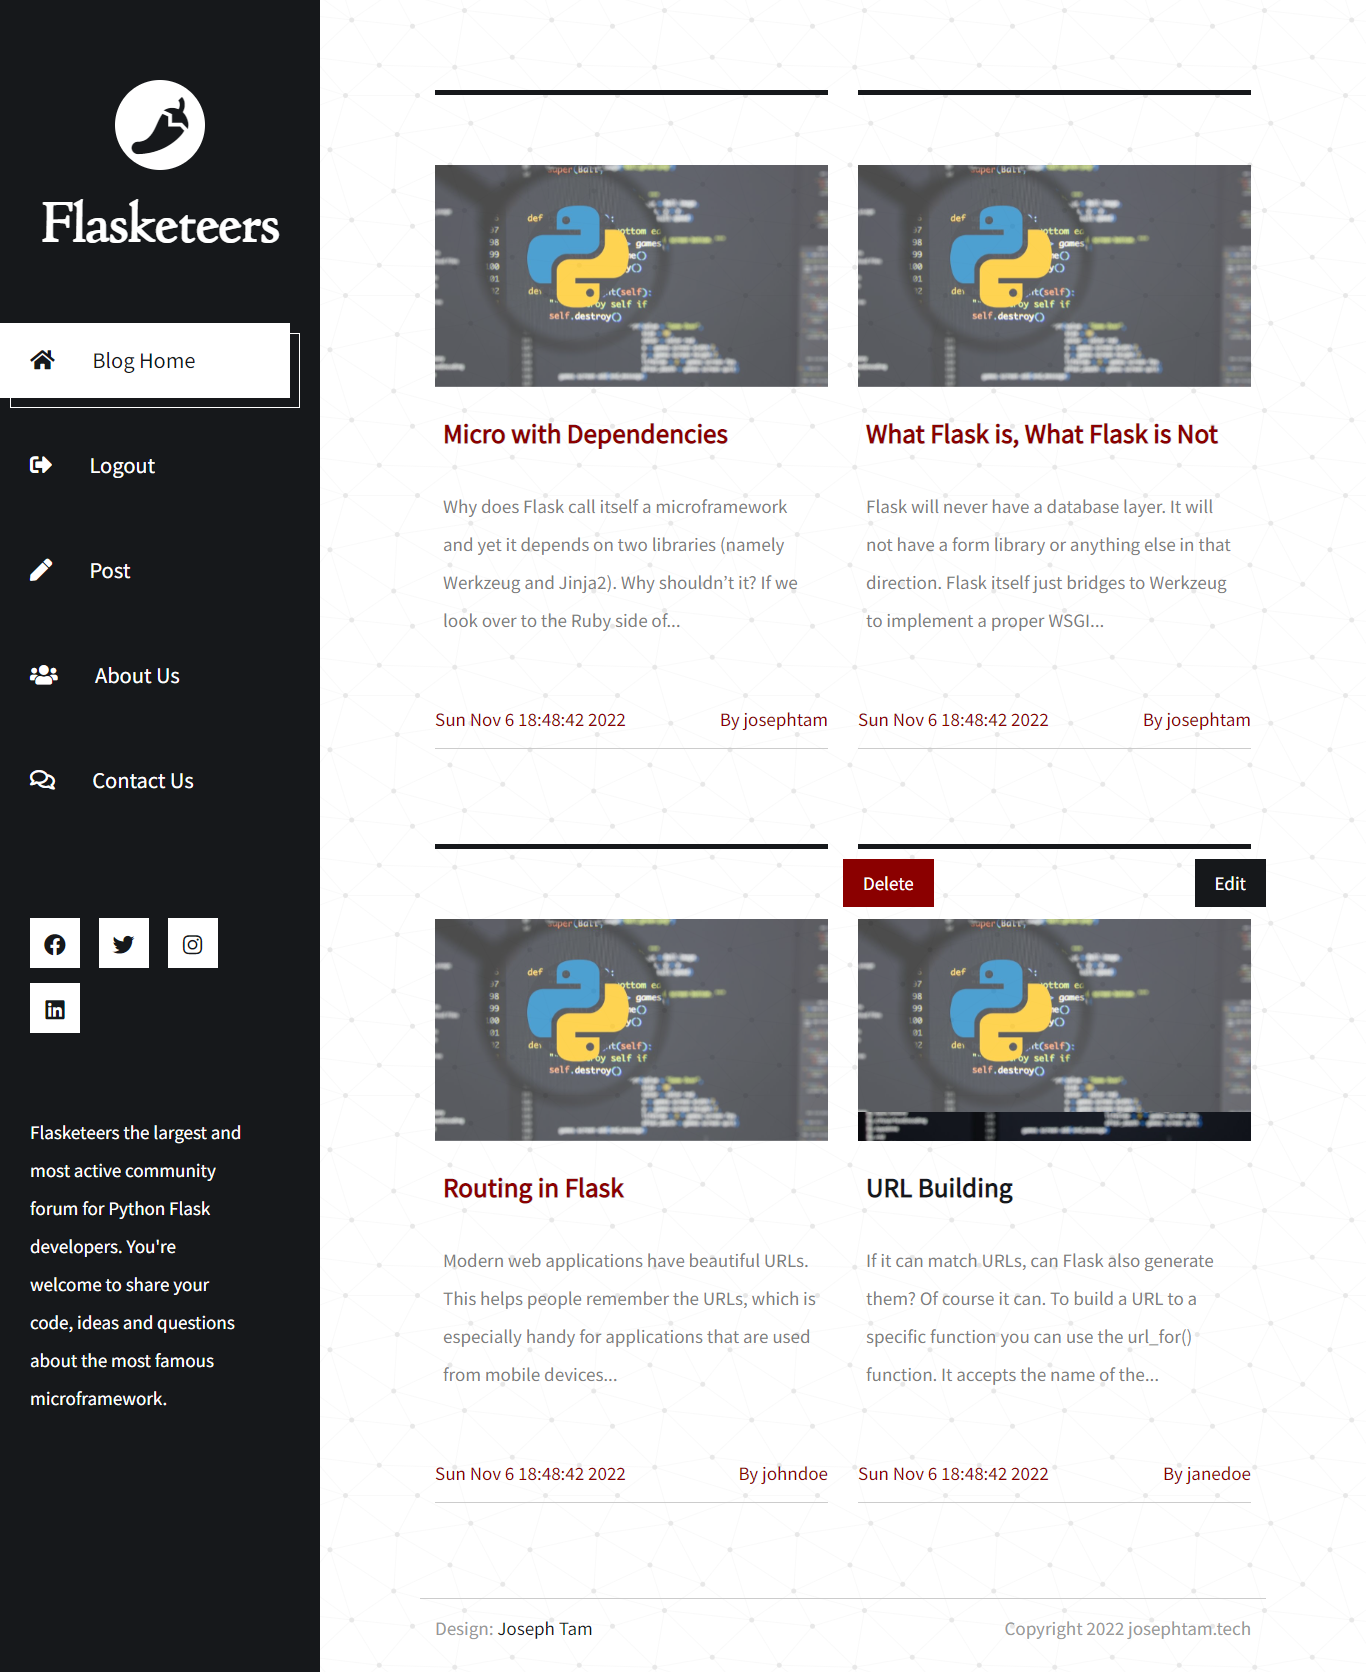 Flasketeers
Blog Home
Logout
Post
About Us
Contact Us
Flasketeers the largest and
most active community
forum for Python Flask
developers. You're
welcome to share your
code, ideas and questions
about the most famous
microframework.
Micro with Dependencies
Why does Flask call itself a microframework
and yet it depends on two libraries (namely
Werkzeug and Jinja2). Why shouldn’t it? If we
look over to the Ruby side of...
Sun Nov 6 18:48:42 2022
By josephtam
What Flask is, What Flask is Not
Flask will never have a database layer. It will
not have a form library or anything else in that
direction. Flask itself just bridges to Werkzeug
to implement a proper WSGI...
Sun Nov 6 18:48:42 2022
By josephtam
Routing in Flask
Modern web applications have beautiful URLs.
This helps people remember the URLs, which is
especially handy for applications that are used
from mobile devices...
Sun Nov 6 18:48:42 2022
By johndoe
Delete
Edit
URL Building
If it can match URLs, can Flask also generate
them? Of course it can. To build a URL to a
specific function you can use the url_for()
function. It accepts the name of the...
Sun Nov 6 18:48:42 2022
By janedoe
Design: Joseph Tam
Copyright 2022 josephtam.tech